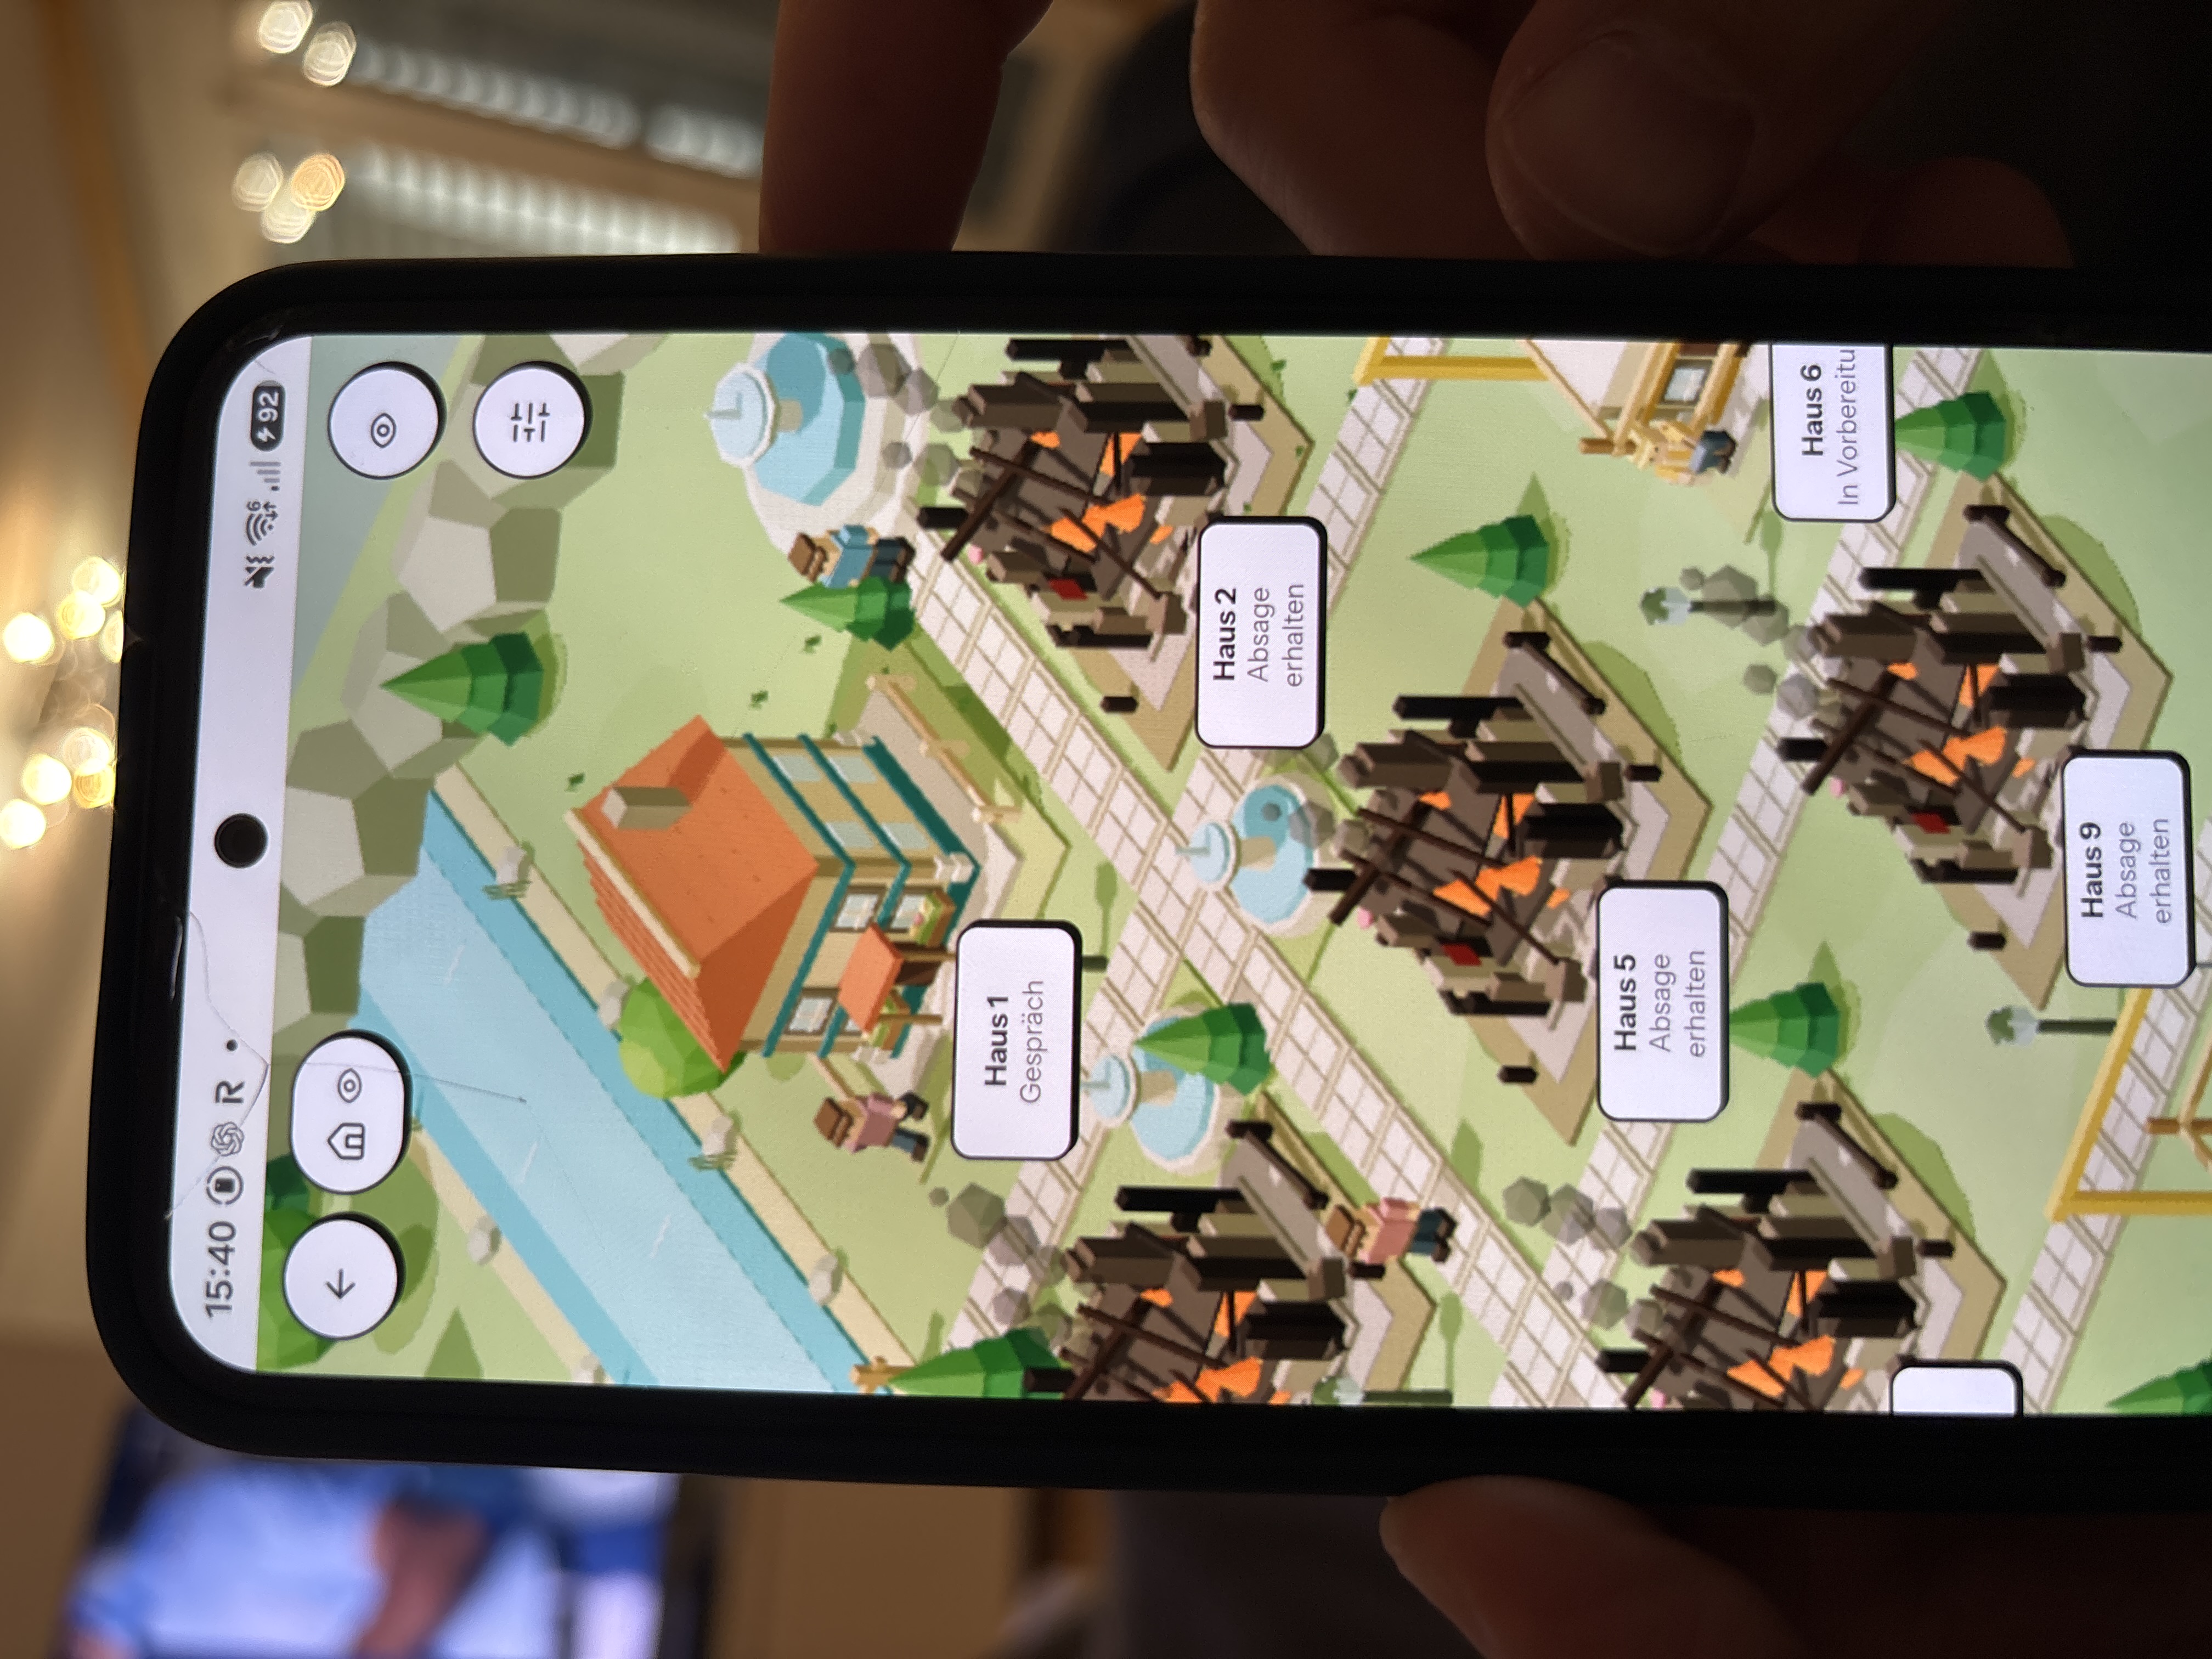 15:40 R
6 92
Haus 1
Gespräch
Haus 2
Absage
erhalten
Haus 5
Absage
erhalten
Haus 6
In Vorbereitu
Haus 9
Absage
erhalten